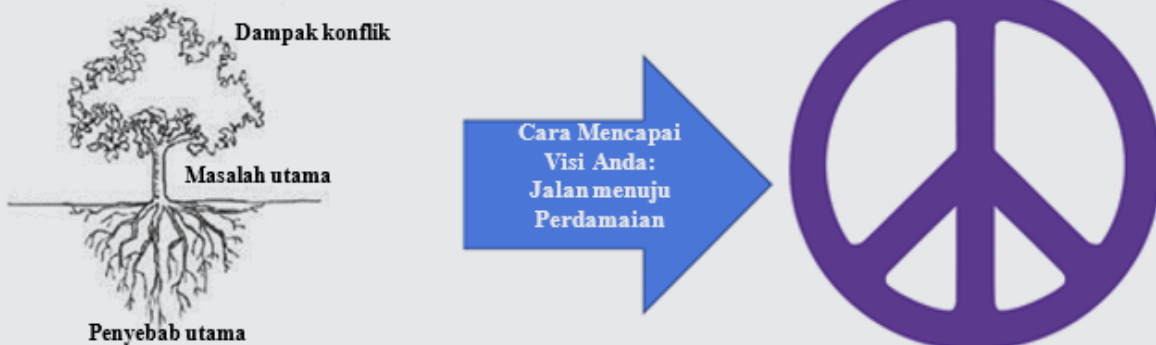 Dampak konflik
Masalah utama
Penyebab utama
Cara Mencapai
Visi Anda:
Jalan menuju
Perdamaian